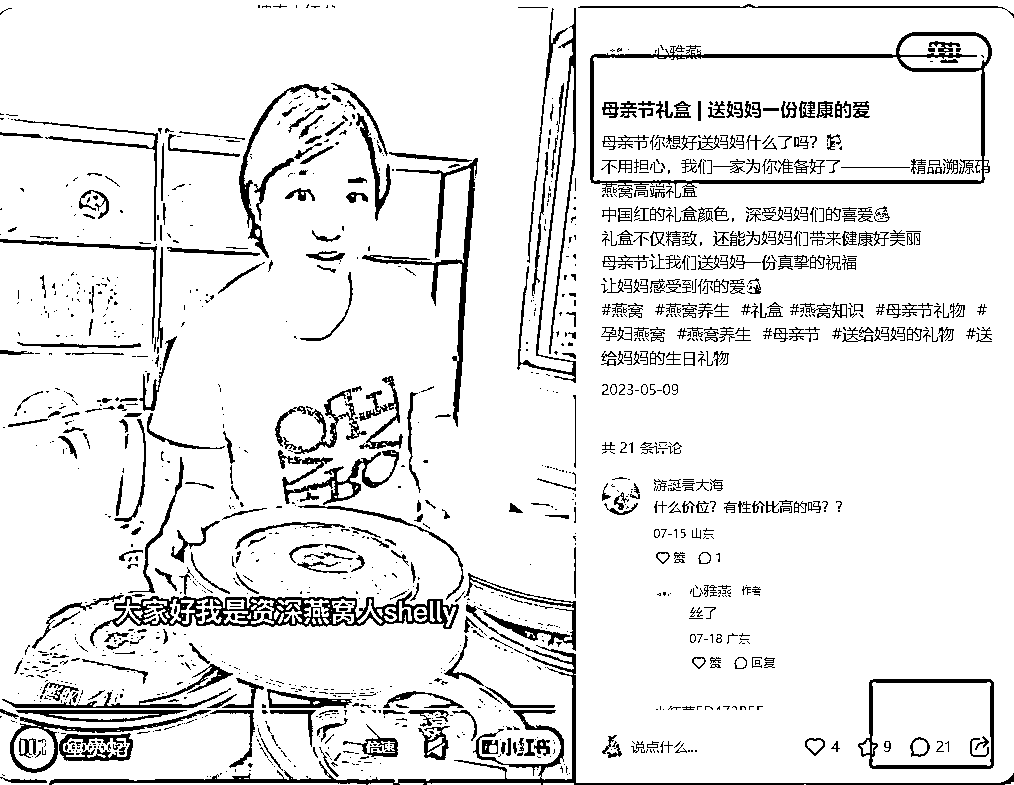 大家好我是资深燕窝人shelly
倍速
小红书
心雅燕
母亲节礼盒 | 送妈妈一份健康的爱
母亲节你想好送妈妈什么了吗？
不用担心，我们一家为你准备好了————精品溯源码
燕窝高端礼盒
中国红的礼盒颜色，深受妈妈们的喜爱
礼盒不仅精致，还能为妈妈们带来健康好美丽
母亲节让我们送妈妈一份真挚的祝福
让妈妈感受到你的爱
#燕窝 #燕窝养生 #礼盒 #燕窝知识 #母亲节礼物 #
孕妇燕窝 #燕窝养生 #母亲节 #送给妈妈的礼物 #送
给妈妈的生日礼物
2023-05-09
共 21 条评论
什么价位？有性价比高的吗？？
07-15 山东
赞 1
心雅燕 作者
丝了
07-18 广东
赞 回复
说点什么...
4 9 21